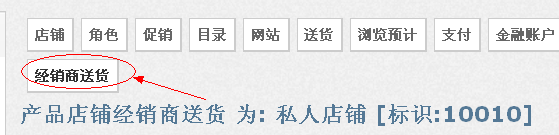 店铺 角色 促销 目录 网站 送货 浏览预计 支付 金融账户
经销商送货
产品店铺经销商送货 为: 私人店铺 [标识:10010]